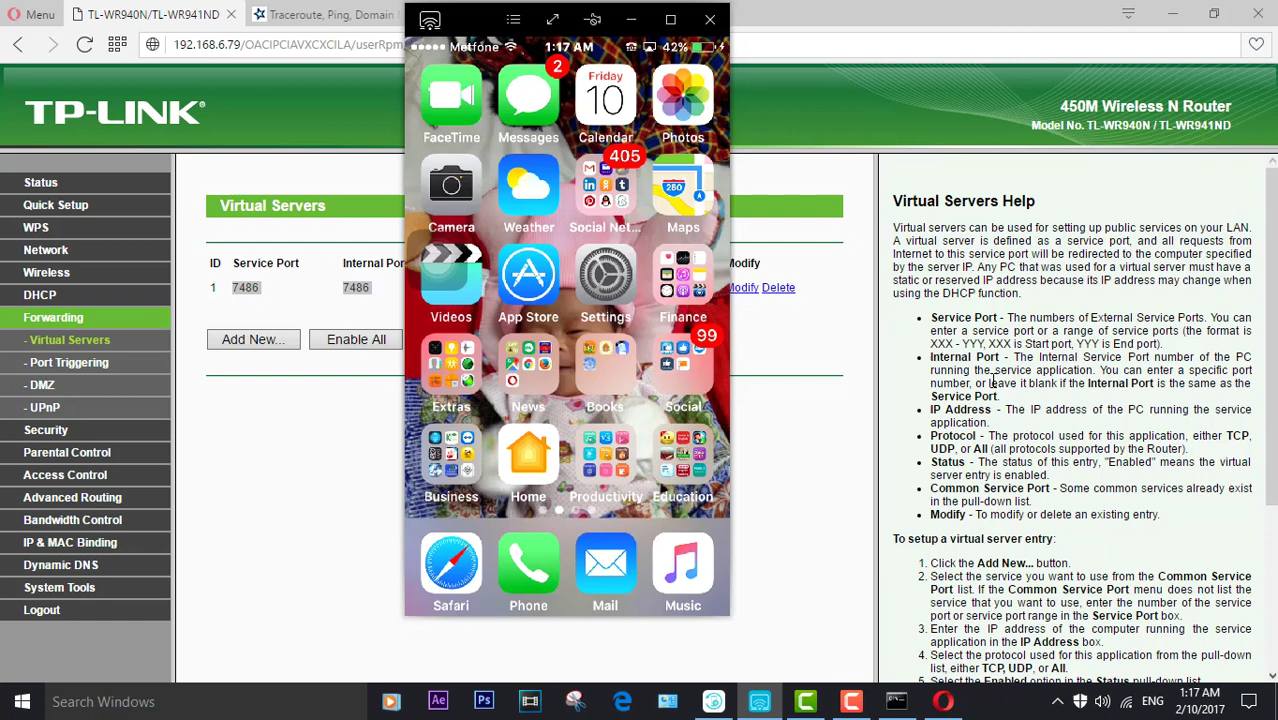 Menu
TL-WR940N/TL-WR941ND
Traceroute, Ping, Domain
192.168.6.79/OACIPCIAVXCXCILA/userRpm
TP-LINK®
450M Wireless N Router
Model No. TL-WR940N / TL-WR941ND
Status
Quick Setup
WPS
Network
Wireless
DHCP
Forwarding
- Virtual Servers
- Port Triggering
- DMZ
- UPnP
Security
Parental Control
Access Control
Advanced Routing
Bandwidth Control
IP & MAC Binding
Dynamic DNS
System Tools
Logout
Virtual Servers
ID Service Port Internal Por
1 7486 7486
Modify Delete
Add New... Enable All
Metfone 1:17 AM 42%
2
Friday
10
FaceTime Messages Calendar Photos
405
280
Camera Weather Social Net... Maps
Videos App Store Settings Finance
99
Extras News Books Social
Business Home Productivity Education
Safari Phone Mail Music
Virtual Servers Help
Virtual servers can be used for setting up public services on your LAN.
A virtual server is defined as a service port, and all requests from
Internet to this service port will be redirected to the computer specified
by the server IP. Any PC that was used for a virtual server must have a
static or reserved IP address because its IP address may change when
using the DHCP function.
Service Port - The numbers of External Service Ports. You can
enter a service port or a range of service ports (the format is
XXX - YYY, XXX is Start port, YYY is End port).
Internal Port - The Internal Service Port number of the PC
running the service application. You can enter a specific port
number, or leave it blank if the Internal Port is the same as the
Service Port.
IP Address - The IP address of the PC running the service
application.
Protocol - The protocol used for this application, either TCP,
UDP, or All (all protocols supported by the Router).
Status - The status of this entry, "Enabled" means the virtual
server entry is enabled.
Common Service Port - Some common services already exist
in the pull-down list.
Modify - To modify or delete an existing entry.
To setup a virtual server entry:
1. Click the Add New... button.
2. Select the service you want to use from the Common Service
Port list. If the Common Service Port menu does not list the
service that you want to use, enter the number of the service
port or service port range in the Service Port box.
3. Enter the IP address of the computer running the service
application in the IP Address box.
4. Select the protocol used for this application from the pull-down
list, either TCP, UDP, or All.
5. Select the Enabled option in the Status pull-down list.
Search Windows
Ae
Ps
ENG
1:17 AM
2/10/2017